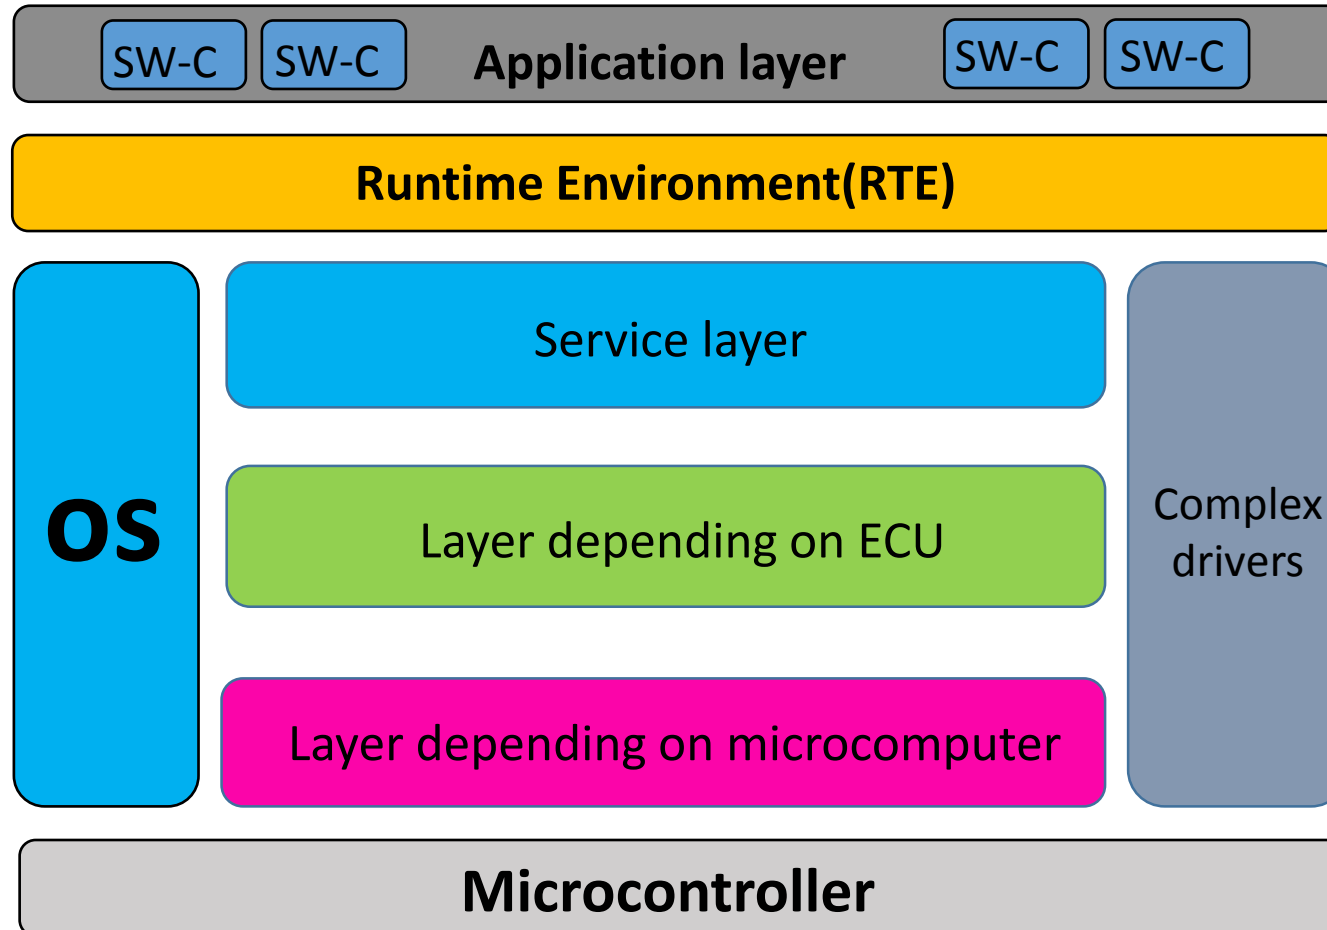 SW-C SW-C Application layer SW-C SW-C
Runtime Environment(RTE)
Service layer
OS
Layer depending on ECU
Complex
drivers
Layer depending on microcomputer
Microcontroller